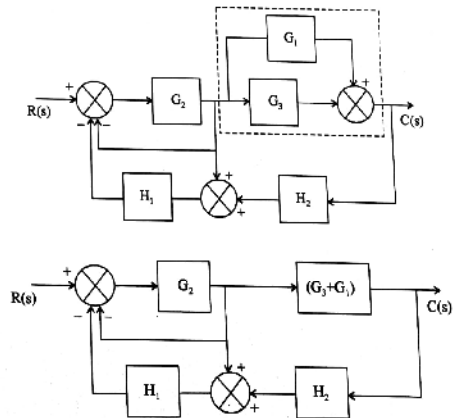 G₁
+
+
R(s)
G₂
G₃
C(s)
−
−
+
H₁
+
H₂
+
R(s)
G₂
(G₃+G₁)
C(s)
−
−
+
H₁
+
H₂